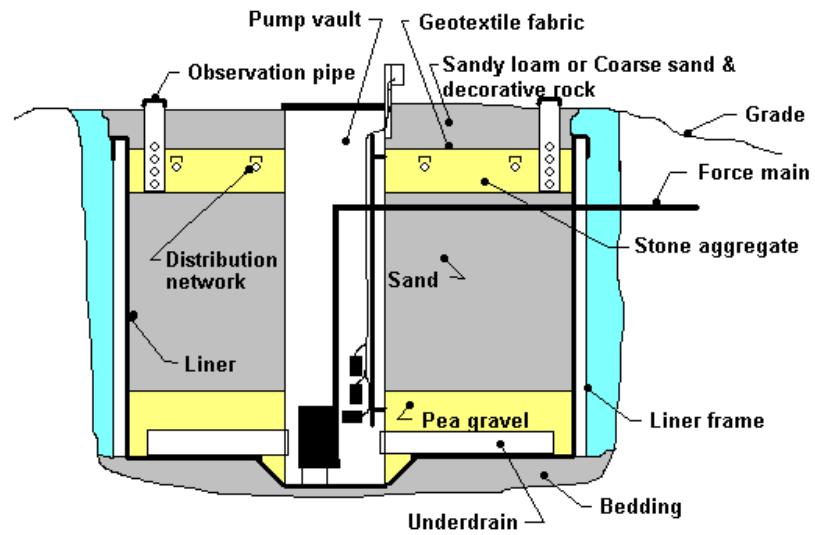 Pump vault
Geotextile fabric
Observation pipe
Sandy loam or Coarse sand &
decorative rock
Grade
Force main
Distribution
network
Sand
Stone aggregate
Liner
Pea gravel
Liner frame
Bedding
Underdrain